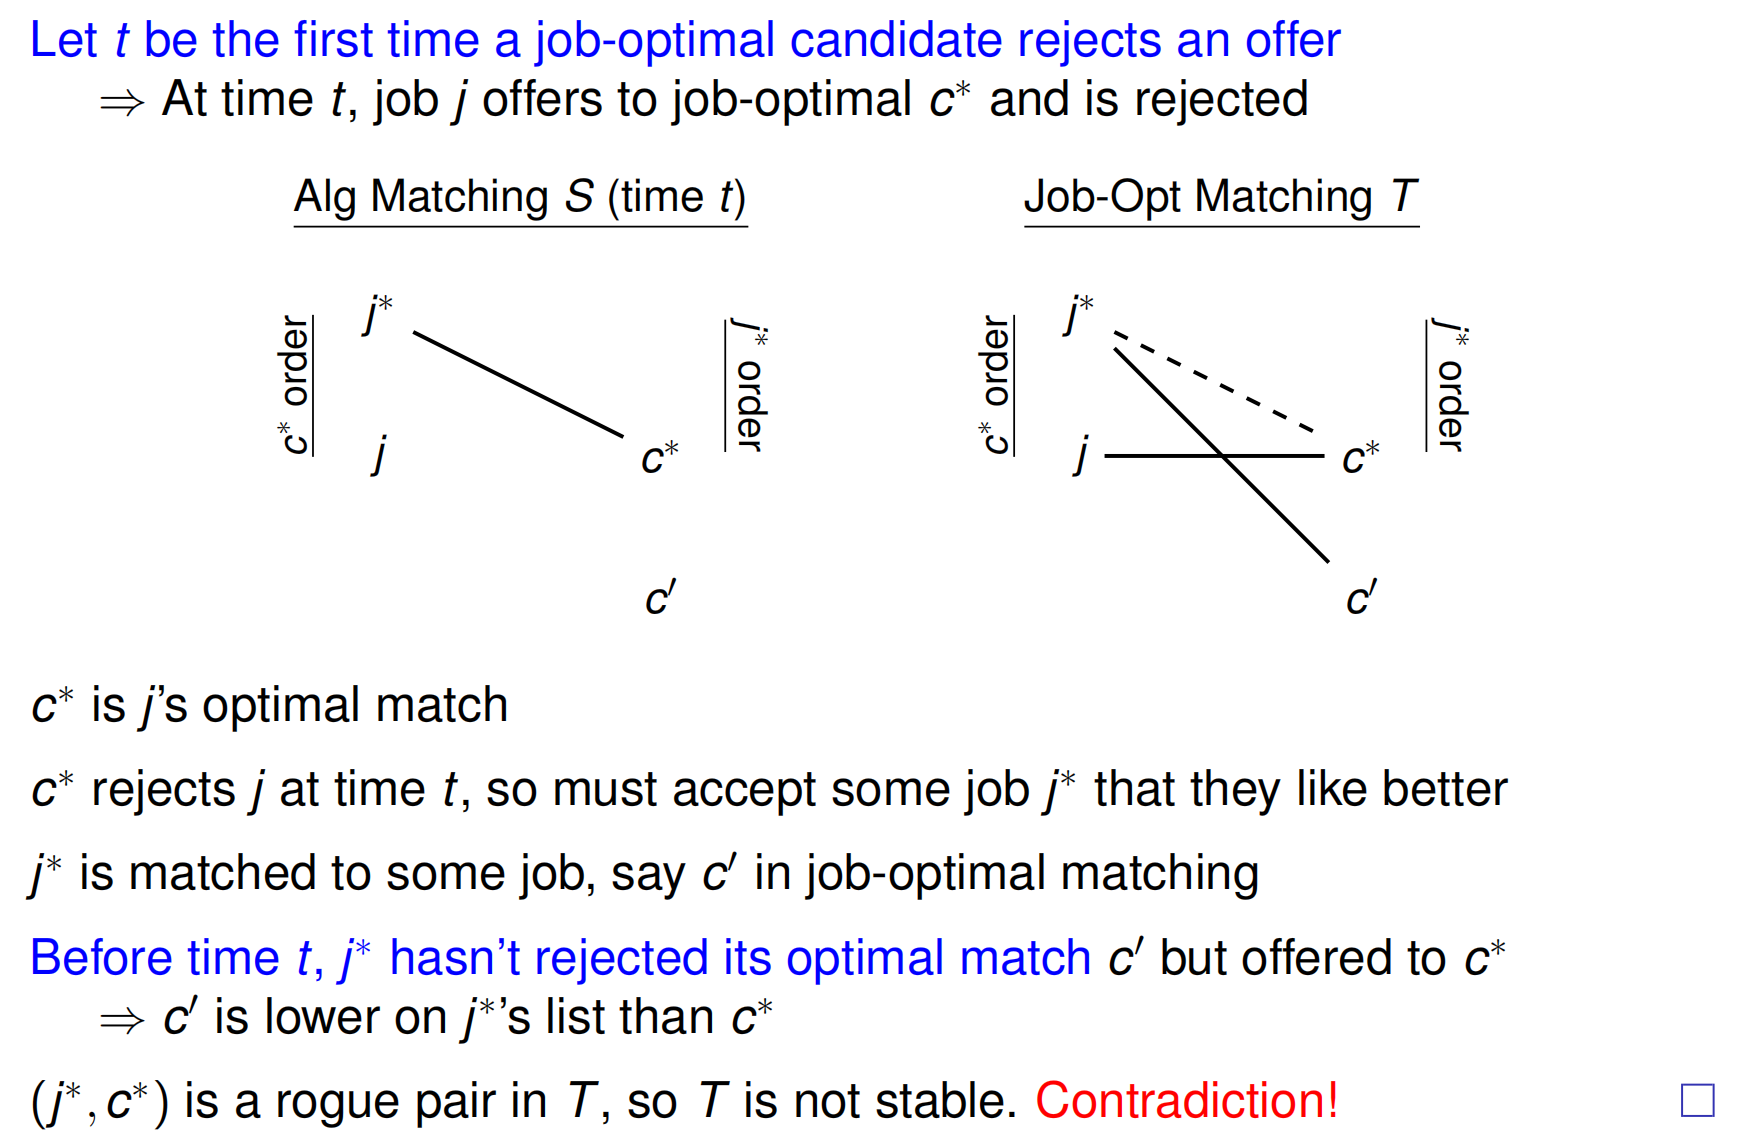 Let t be the first time a job-optimal candidate rejects an offer
⇒ At time t, job j offers to job-optimal c* and is rejected
Alg Matching S (time t)
Job-Opt Matching T
c* order
j*
j
c*
c′
j* order
c* order
j*
j
c*
c′
j* order
c* is j's optimal match
c* rejects j at time t, so must accept some job j* that they like better
j* is matched to some job, say c′ in job-optimal matching
Before time t, j* hasn't rejected its optimal match c′ but offered to c*
⇒ c′ is lower on j*'s list than c*
(j*, c*) is a rogue pair in T, so T is not stable. Contradiction! □